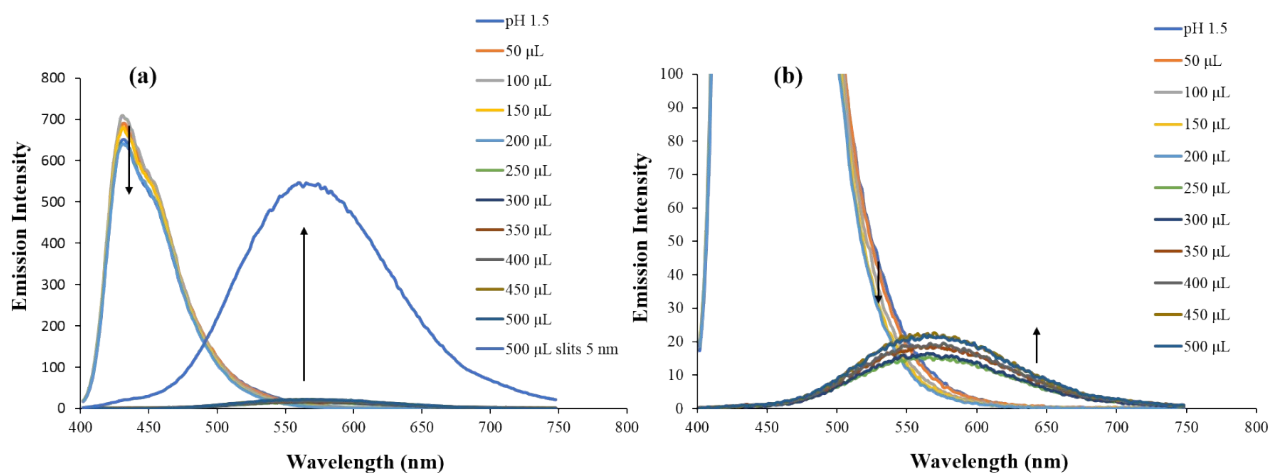 (a)
Emission Intensity
800
700
600
500
400
300
200
100
0
400
450
500
550
600
650
700
750
800
Wavelength (nm)
pH 1.5
50 μL
100 μL
150 μL
200 μL
250 μL
300 μL
350 μL
400 μL
450 μL
500 μL
500 μL slits 5 nm
(b)
Emission Intensity
100
90
80
70
60
50
40
30
20
10
0
400
450
500
550
600
650
700
750
800
Wavelength (nm)
pH 1.5
50 μL
100 μL
150 μL
200 μL
250 μL
300 μL
350 μL
400 μL
450 μL
500 μL